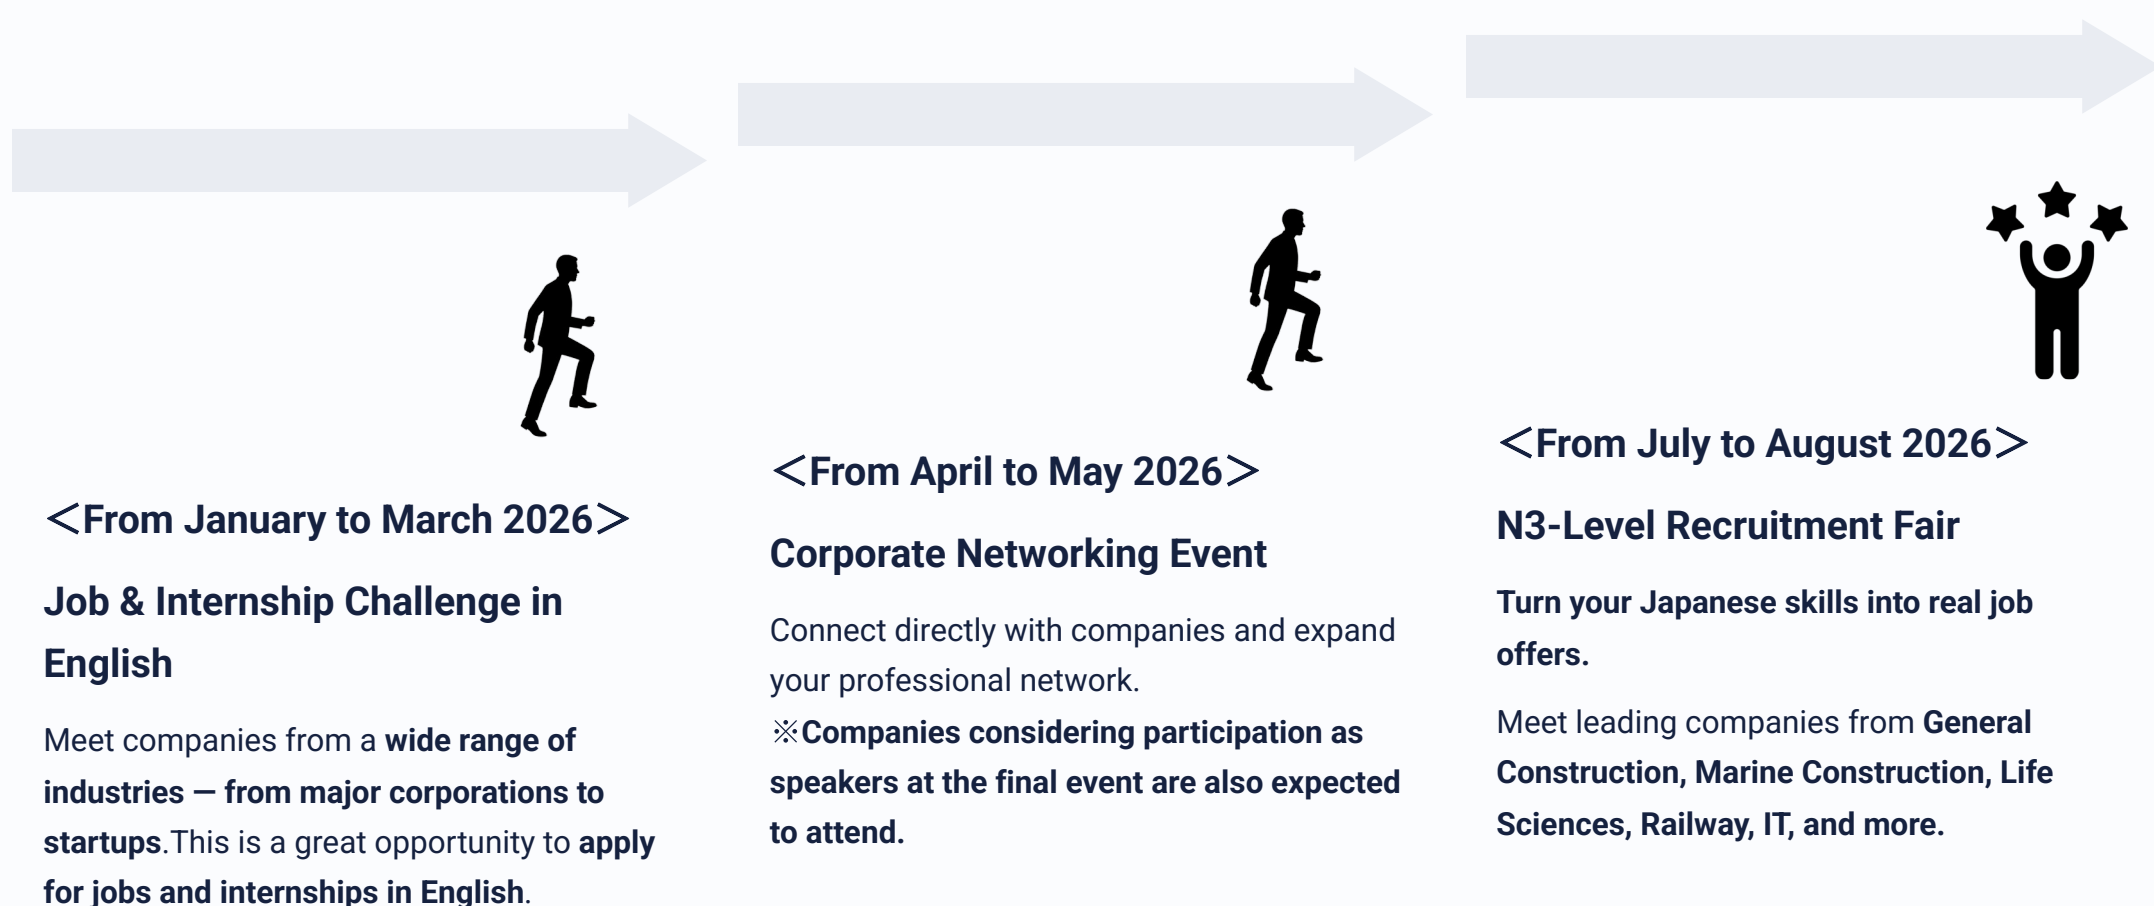 ＜From January to March 2026＞
Job & Internship Challenge in
English
Meet companies from a wide range of
industries — from major corporations to
startups.This is a great opportunity to apply
for jobs and internships in English.
＜From April to May 2026＞
Corporate Networking Event
Connect directly with companies and expand
your professional network.
※Companies considering participation as
speakers at the final event are also expected
to attend.
＜From July to August 2026＞
N3-Level Recruitment Fair
Turn your Japanese skills into real job
offers.
Meet leading companies from General
Construction, Marine Construction, Life
Sciences, Railway, IT, and more.